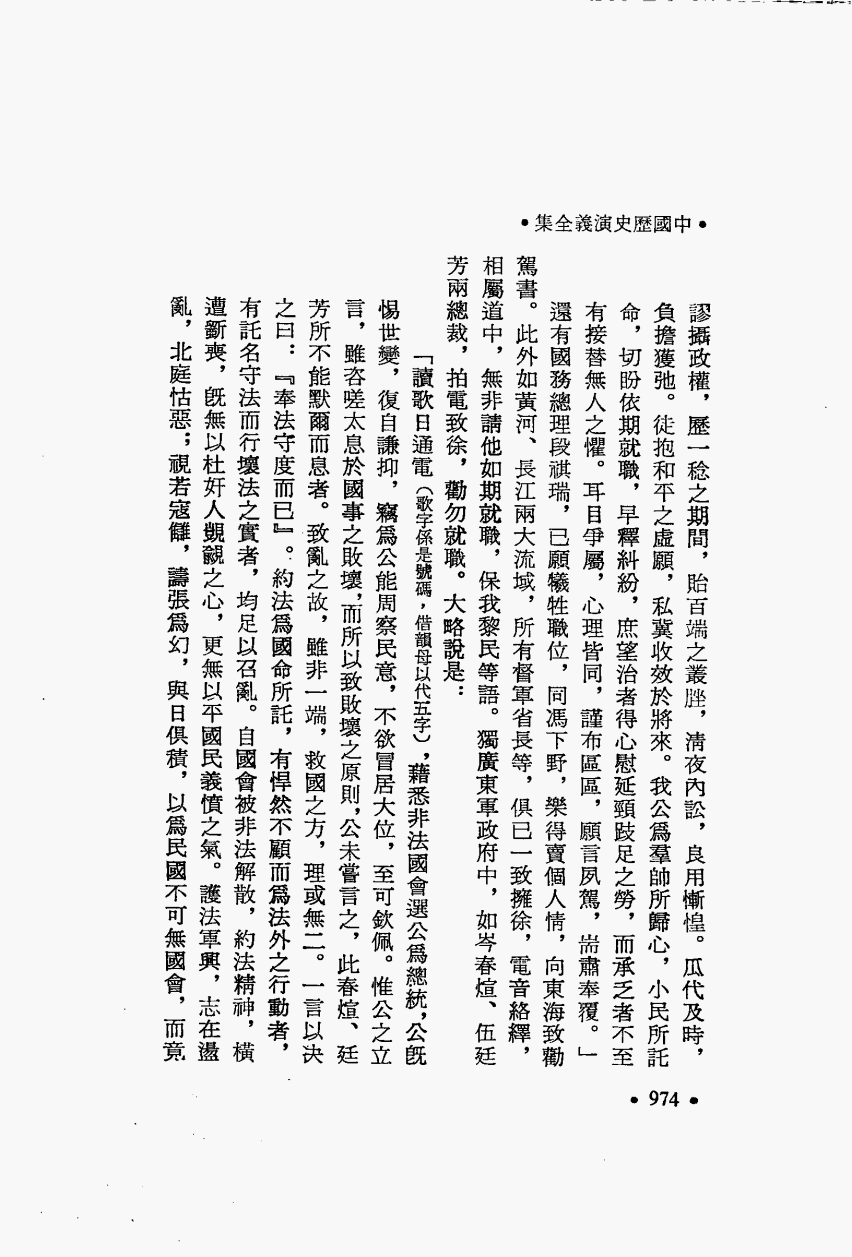 •中國歷史演義全集•
謬攝政權，歷一稔之期間，貽百端之叢脞，清夜內訟，良用慚惶。瓜代及時，
負擔獲弛。徒抱和平之虛願，私冀收效於將來。我公爲羣帥所歸心，小民所託
命，切盼依期就職，早釋糾紛，庶望治者得心慰延頸跂足之勞，而承乏者不至
有接替無人之懼。耳目爭屬，心理皆同，謹布區區，願言夙駕，耑肅奉覆。」
還有國務總理段祺瑞，已願犧牲職位，同馮下野，樂得賣個人情，向東海致勸
駕書。此外如黃河、長江兩大流域，所有督軍省長等，俱已一致擁徐，電音絡繹，
相屬道中，無非請他如期就職，保我黎民等語。獨廣東軍政府中，如岑春煊、伍廷
芳兩總裁，拍電致徐，勸勿就職。大略說是：
「讀歌日通電（歌字係是號碼，借韻母以代五字），藉悉非法國會選公爲總統，公旣
惕世變，復自謙抑，竊爲公能周察民意，不欲冒居大位，至可欽佩。惟公之立
言，雖咨嗟太息於國事之敗壞，而所以致敗壞之原則，公未嘗言之，此春煊、廷
芳所不能默爾而息者。致亂之故，雖非一端，救國之方，理或無二。一言以決
之曰：『奉法守度而已』。約法爲國命所託，有悍然不顧而爲法外之行動者，
有託名守法而行壞法之實者，均足以召亂。自國會被非法解散，約法精神，橫
遭斷喪，旣無以杜奸人覬覦之心，更無以平國民義憤之氣。護法軍興，志在盪
亂，北庭怙惡；視若寇讎，譸張爲幻，與日俱積，以爲民國不可無國會，而竟
•974•